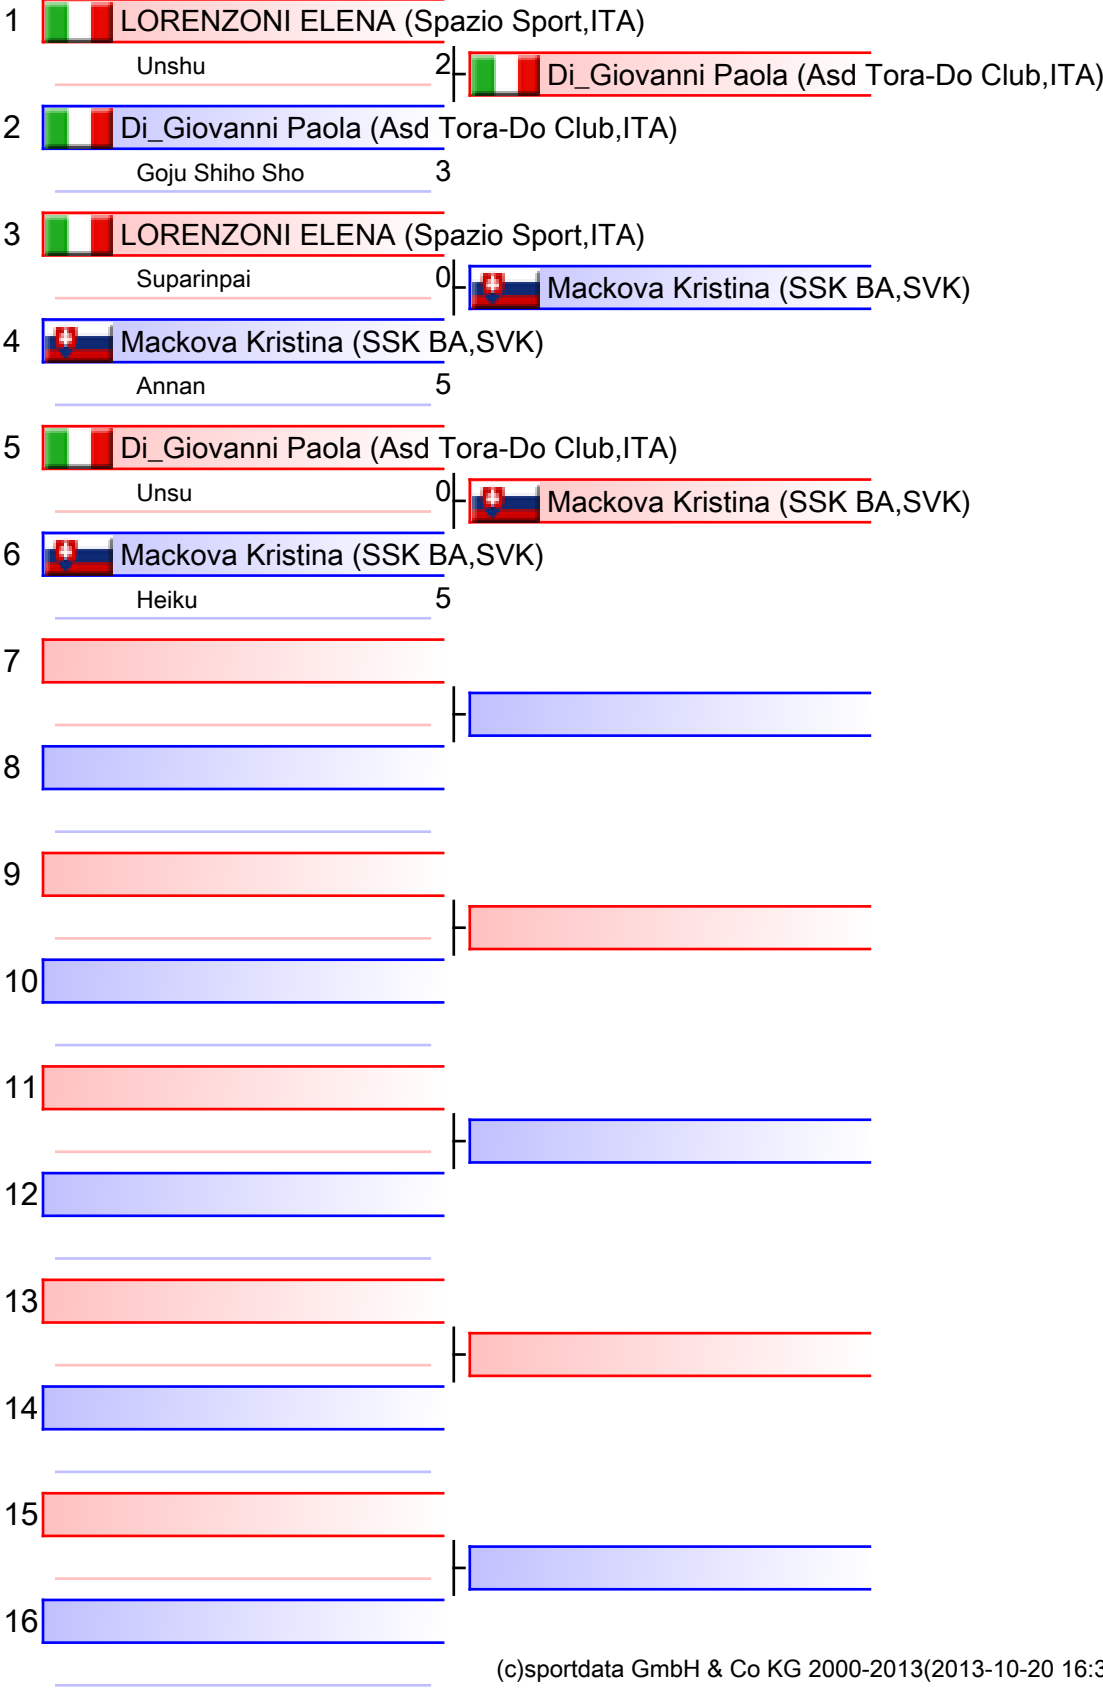 1 LORENZONI ELENA (Spazio Sport,ITA)
Unshu 2
Di_Giovanni Paola (Asd Tora-Do Club,ITA)
2 Di_Giovanni Paola (Asd Tora-Do Club,ITA)
Goju Shiho Sho 3
3 LORENZONI ELENA (Spazio Sport,ITA)
Suparinpai 0
Mackova Kristina (SSK BA,SVK)
4 Mackova Kristina (SSK BA,SVK)
Annan 5
5 Di_Giovanni Paola (Asd Tora-Do Club,ITA)
Unsu 0
Mackova Kristina (SSK BA,SVK)
6 Mackova Kristina (SSK BA,SVK)
Heiku 5
7
8
9
10
11
12
13
14
15
16
(c)sportdata GmbH & Co KG 2000-2013(2013-10-20 16:3